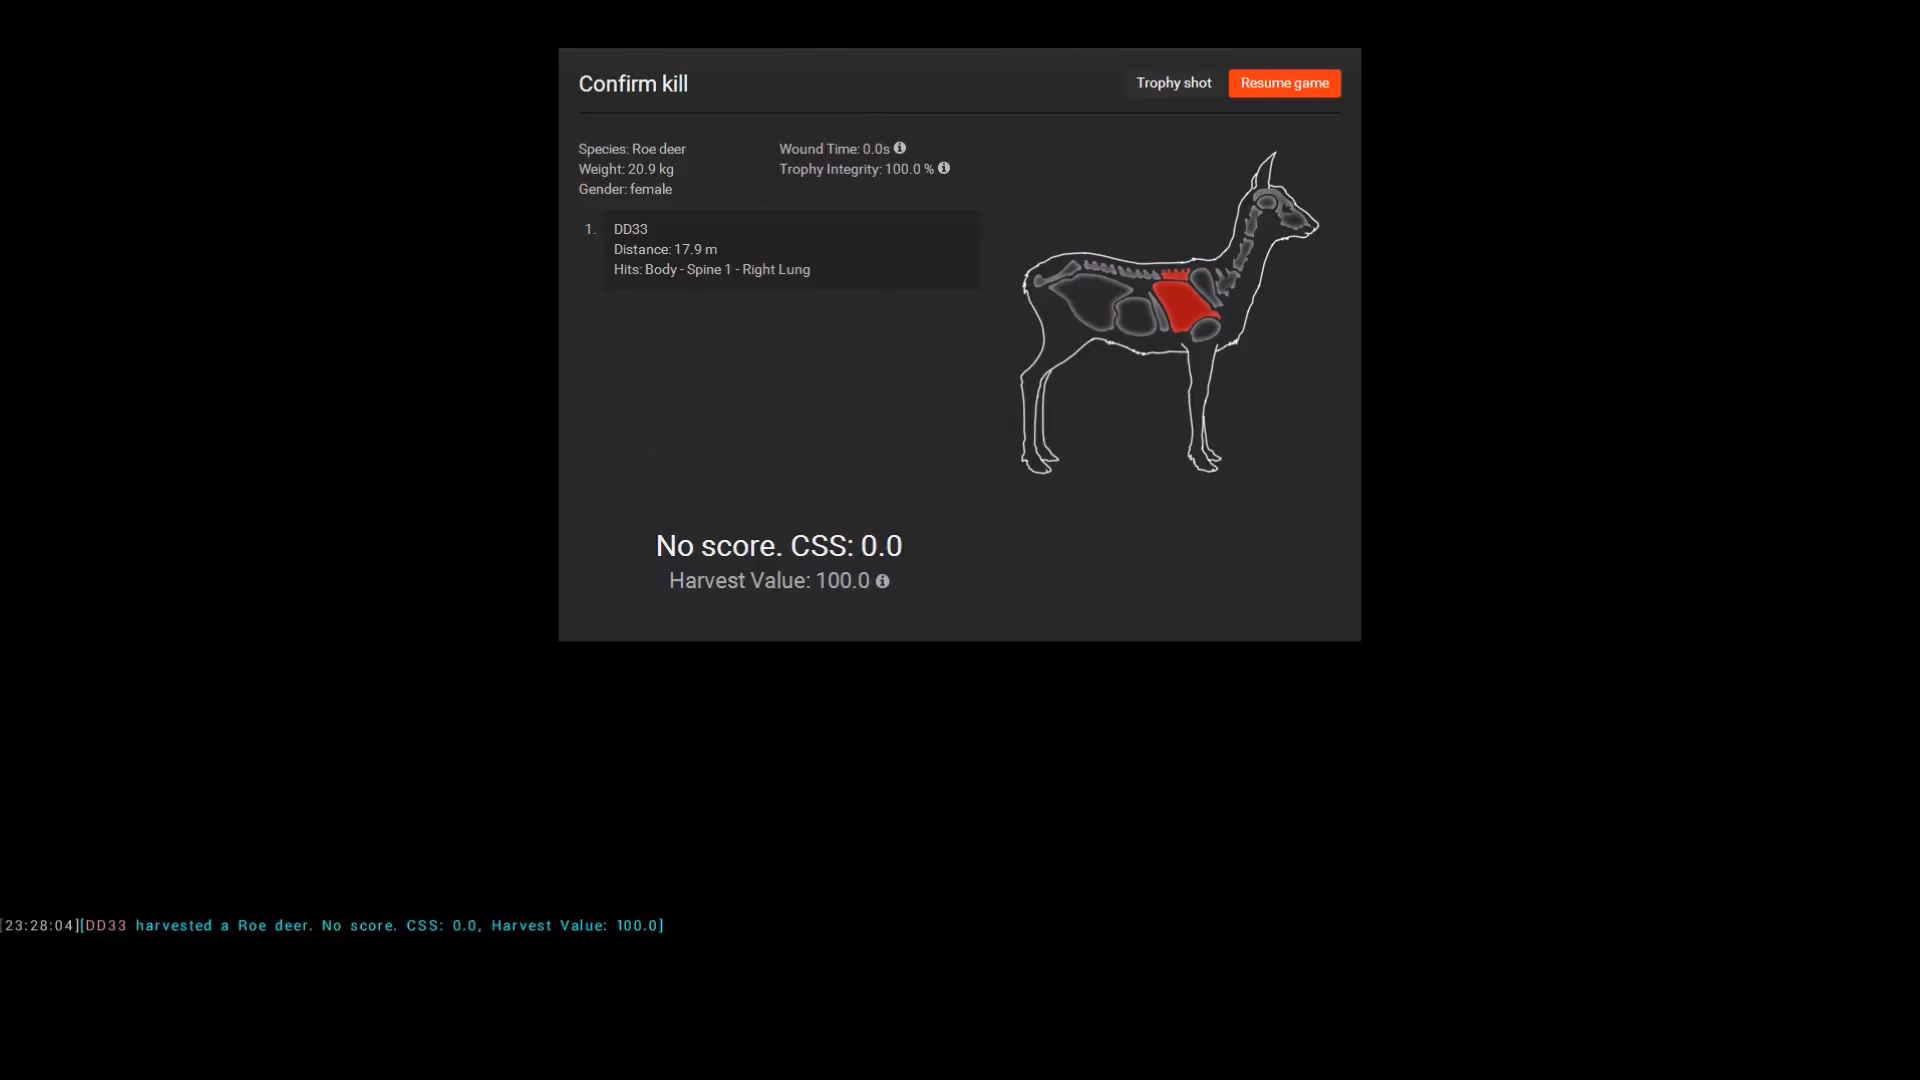 Confirm kill
Trophy shot
Resume game
Species: Roe deer
Weight: 20.9 kg
Gender: female
Wound Time: 0.0s
Trophy Integrity: 100.0 %
1.
DD33
Distance: 17.9 m
Hits: Body - Spine 1 - Right Lung
No score. CSS: 0.0
Harvest Value: 100.0
[23:28:04][DD33 harvested a Roe deer. No score. CSS: 0.0, Harvest Value: 100.0]